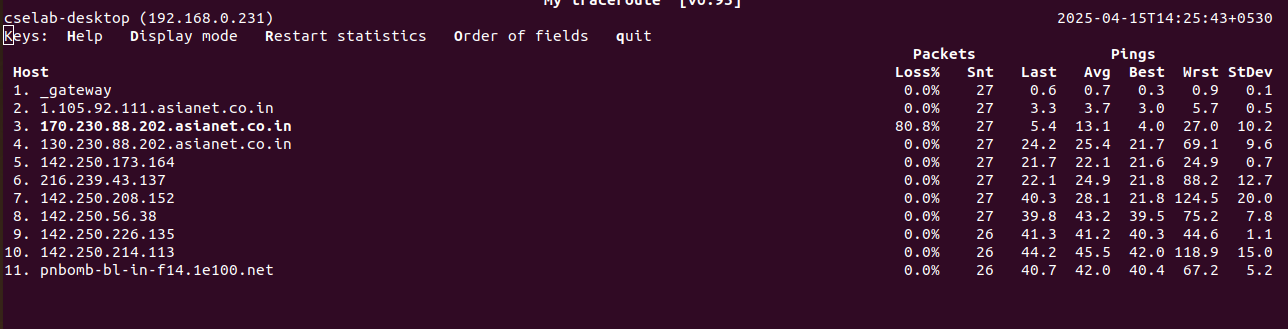 My traceroute [v0.95]
cselab-desktop (192.168.0.231) 2025-04-15T14:25:43+0530
Keys: Help Display mode Restart statistics Order of fields quit
Packets Pings
Host Loss% Snt Last Avg Best Wrst StDev
1. _gateway 0.0% 27 0.6 0.7 0.3 0.9 0.1
2. 1.105.92.111.asianet.co.in 0.0% 27 3.3 3.7 3.0 5.7 0.5
3. 170.230.88.202.asianet.co.in 80.8% 27 5.4 13.1 4.0 27.0 10.2
4. 130.230.88.202.asianet.co.in 0.0% 27 24.2 25.4 21.7 69.1 9.6
5. 142.250.173.164 0.0% 27 21.7 22.1 21.6 24.9 0.7
6. 216.239.43.137 0.0% 27 22.1 24.9 21.8 88.2 12.7
7. 142.250.208.152 0.0% 27 40.3 28.1 21.8 124.5 20.0
8. 142.250.56.38 0.0% 27 39.8 43.2 39.5 75.2 7.8
9. 142.250.226.135 0.0% 26 41.3 41.2 40.3 44.6 1.1
10. 142.250.214.113 0.0% 26 44.2 45.5 42.0 118.9 15.0
11. pnbomb-bl-in-f14.1e100.net 0.0% 26 40.7 42.0 40.4 67.2 5.2